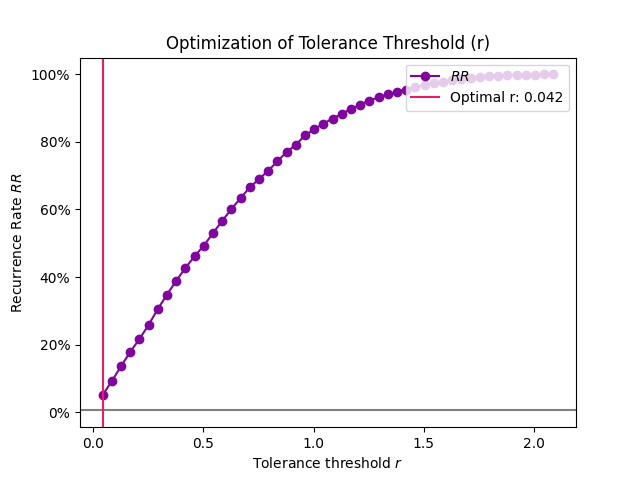 Optimization of Tolerance Threshold (r)
RR
Optimal r: 0.042
100%
80%
60%
40%
20%
0%
Recurrence Rate RR
0.0 0.5 1.0 1.5 2.0
Tolerance threshold r